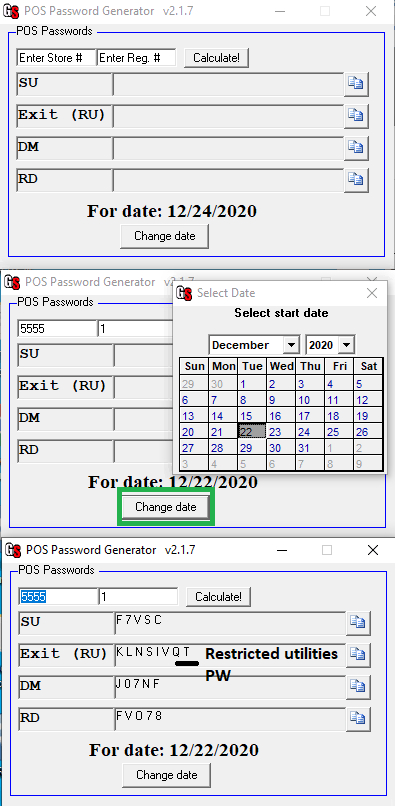 POS Password Generator v2.1.7
POS Passwords
Enter Store # Enter Reg. # Calculate!
SU
Exit (RU)
DM
RD
For date: 12/24/2020
Change date
POS Password Generator v2.1.7
POS Passwords
5555 1
SU
Exit (RU)
DM
RD
For date: 12/22/2020
Change date
Select Date
Select start date
December 2020
Sun Mon Tue Wed Thu Fri Sat
29 30 1 2 3 4 5
6 7 8 9 10 11 12
13 14 15 16 17 18 19
20 21 22 23 24 25 26
27 28 29 30 31 1 2
3 4 5 6 7 8 9
POS Password Generator v2.1.7
POS Passwords
5555 1 Calculate!
SU F7VSC
Exit (RU) KLNSIVQT Restricted utilities
PW
DM J07NF
RD FVO78
For date: 12/22/2020
Change date